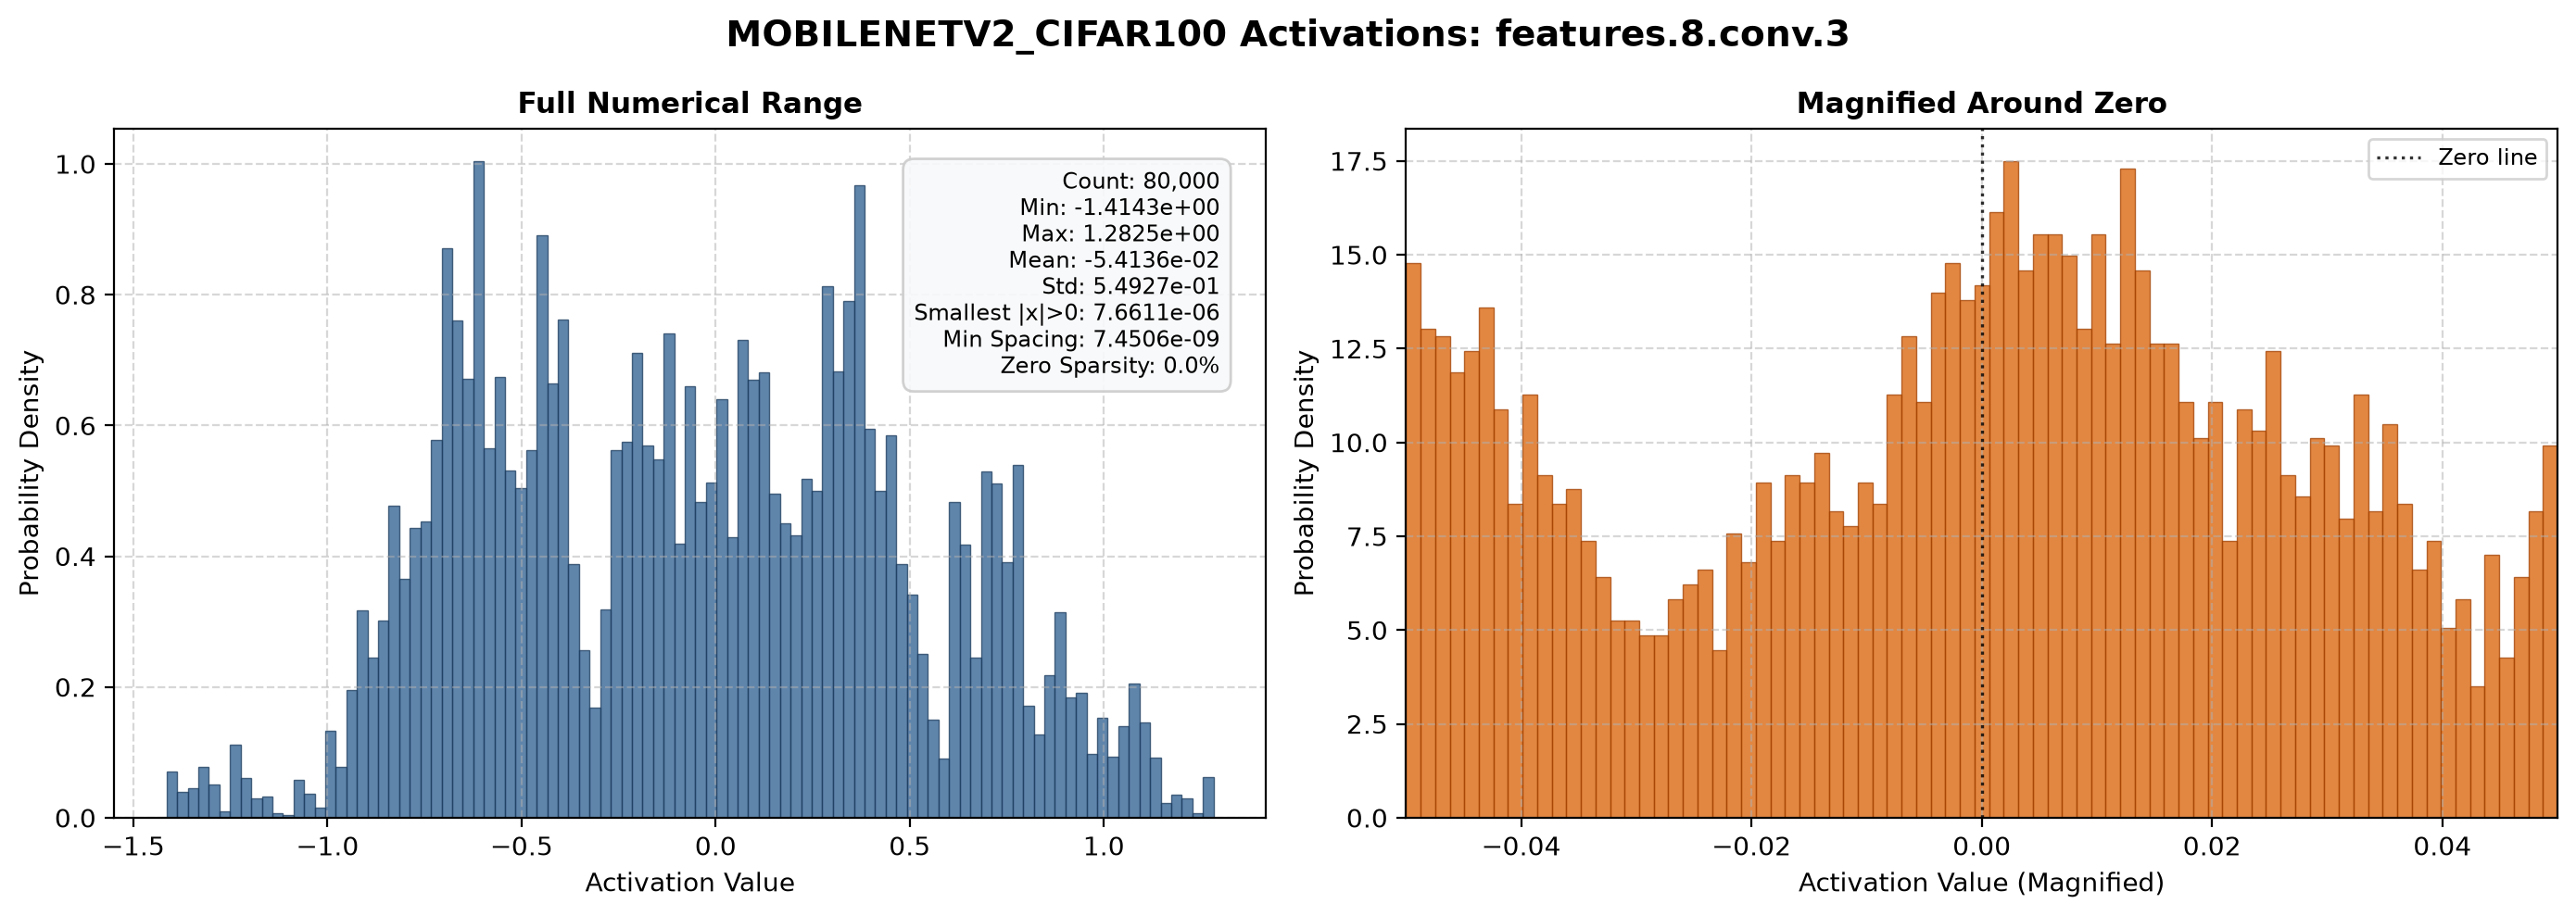 MOBILENETV2_CIFAR100 Activations: features.8.conv.3
Full Numerical Range
Probability Density
1.0
0.8
0.6
0.4
0.2
0.0
Count: 80,000
Min: -1.4143e+00
Max: 1.2825e+00
Mean: -5.4136e-02
Std: 5.4927e-01
Smallest |x|>0: 7.6611e-06
Min Spacing: 7.4506e-09
Zero Sparsity: 0.0%
−1.5 −1.0 −0.5 0.0 0.5 1.0
Activation Value
Magnified Around Zero
Probability Density
17.5
15.0
12.5
10.0
7.5
5.0
2.5
0.0
Zero line
−0.04 −0.02 0.00 0.02 0.04
Activation Value (Magnified)